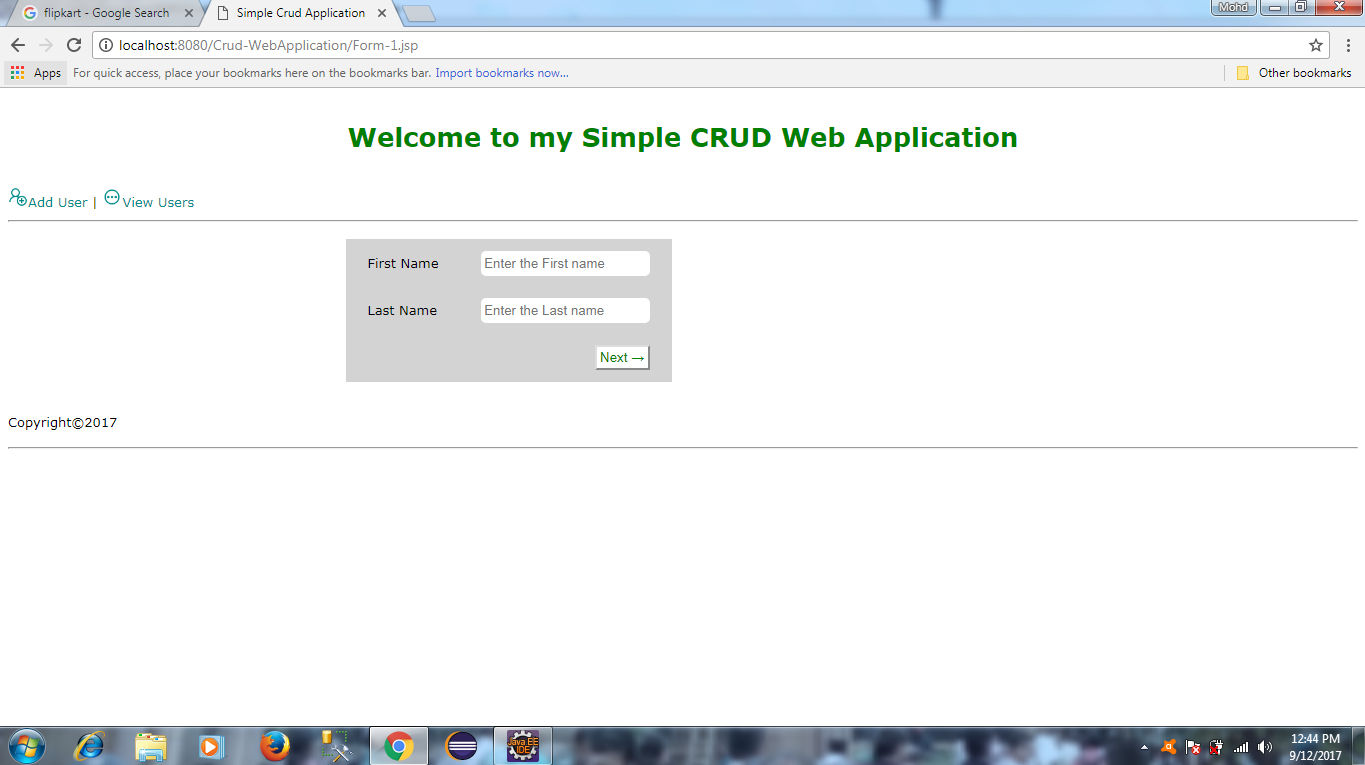 flipkart - Google Search
Simple Crud Application
Mohd
localhost:8080/Crud-WebApplication/Form-1.jsp
Apps For quick access, place your bookmarks here on the bookmarks bar. Import bookmarks now... Other bookmarks
Welcome to my Simple CRUD Web Application
Add User | View Users
First Name Enter the First name
Last Name Enter the Last name
Next →
Copyright©2017
Java EE
IDE
12:44 PM
9/12/2017